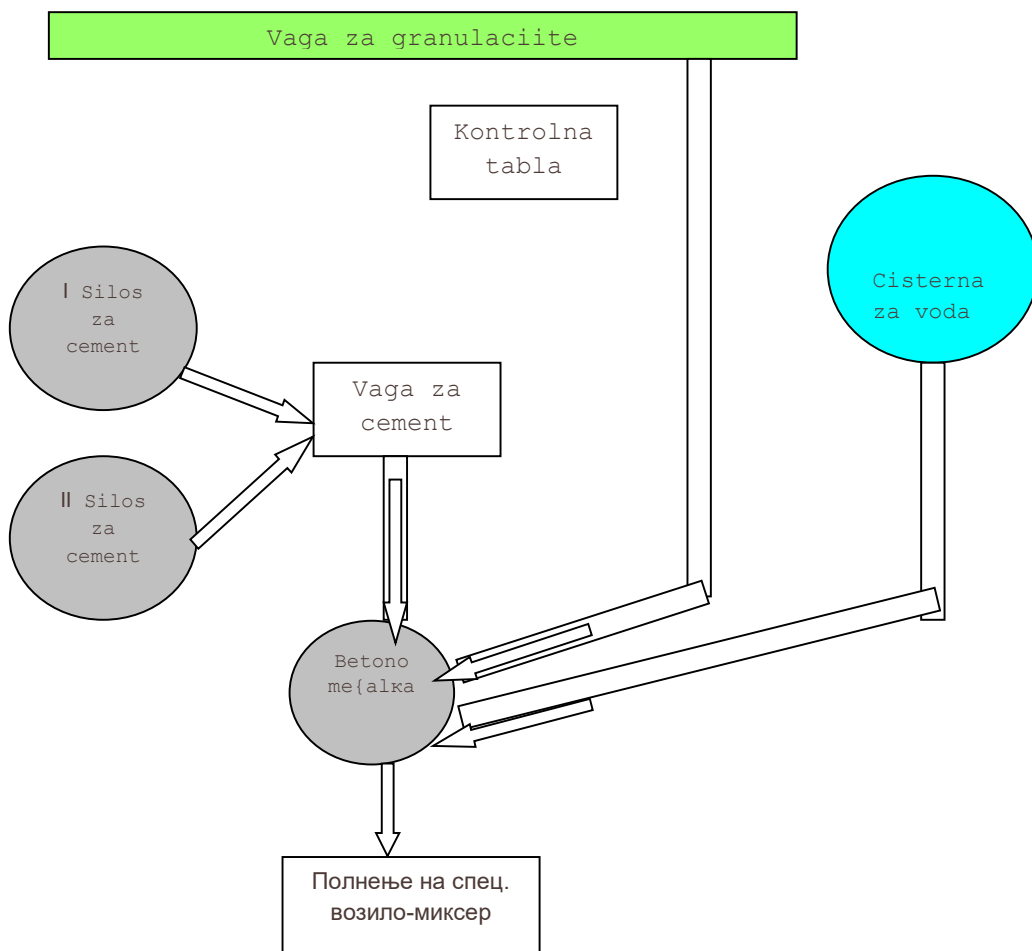 Vaga za granulaciite
Kontrolna
tabla
Cisterna
za voda
I Silos
za
cement
Vaga za
cement
II Silos
za
cement
Betono
me{alка
Полнење на спец.
возило-миксер